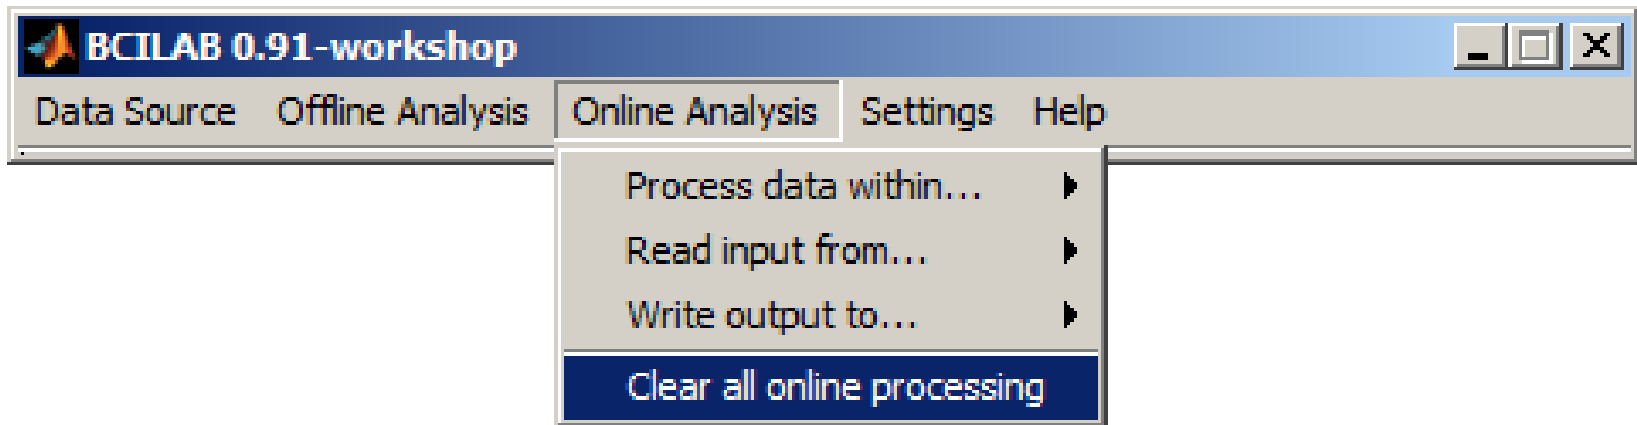 BCILAB 0.91-workshop
Data Source Offline Analysis Online Analysis Settings Help
Process data within...
Read input from...
Write output to...
Clear all online processing